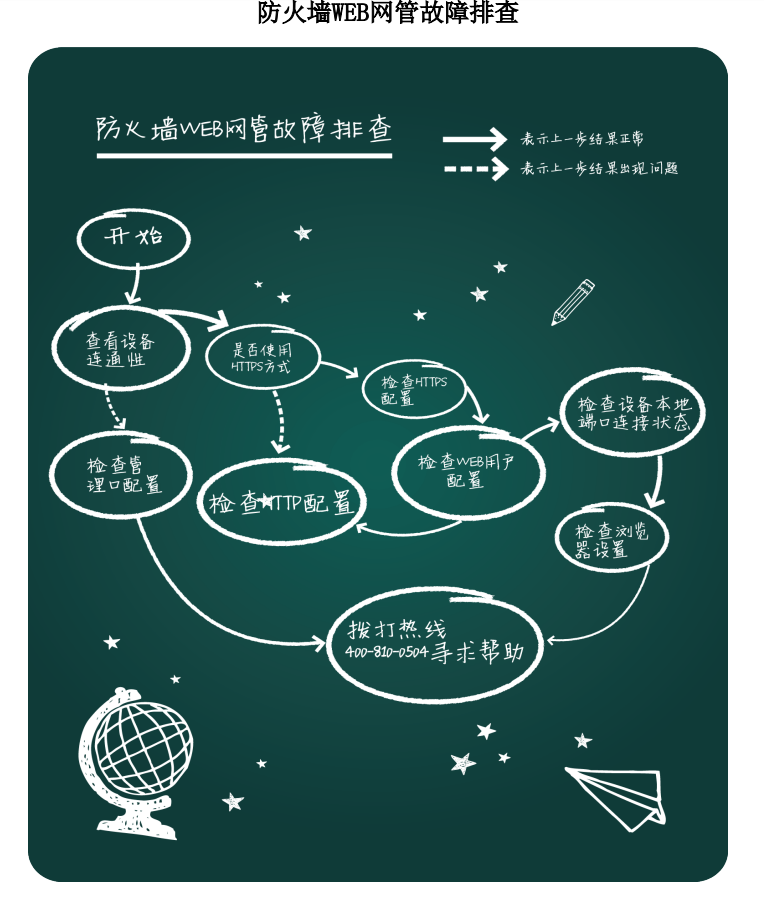 防火墙WEB网管故障排查
防火墙WEB网管故障排查
表示上一步结果正常
表示上一步结果出现问题
开始
查看设备
连通性
是否使用
HTTPS方式
检查HTTPS
配置
检查设备本地
端口连接状态
检查管
理口配置
检查HTTP配置
检查WEB用户
配置
检查浏览
器设置
拨打热线
400-810-0504寻求帮助